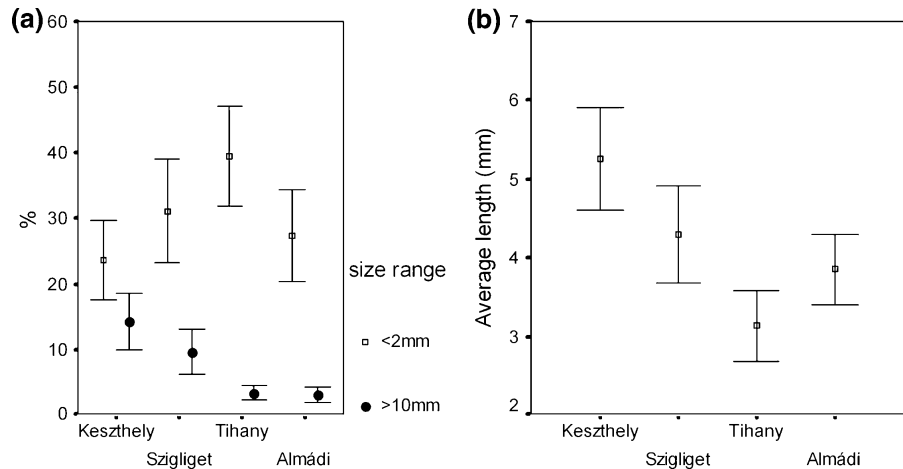 (a)
60
50
40
30
20
10
0
%
Keszthely
Szigliget
Tihany
Almádi
size range
<2mm
>10mm
(b)
7
6
5
4
3
2
Average length (mm)
Keszthely
Szigliget
Tihany
Almádi